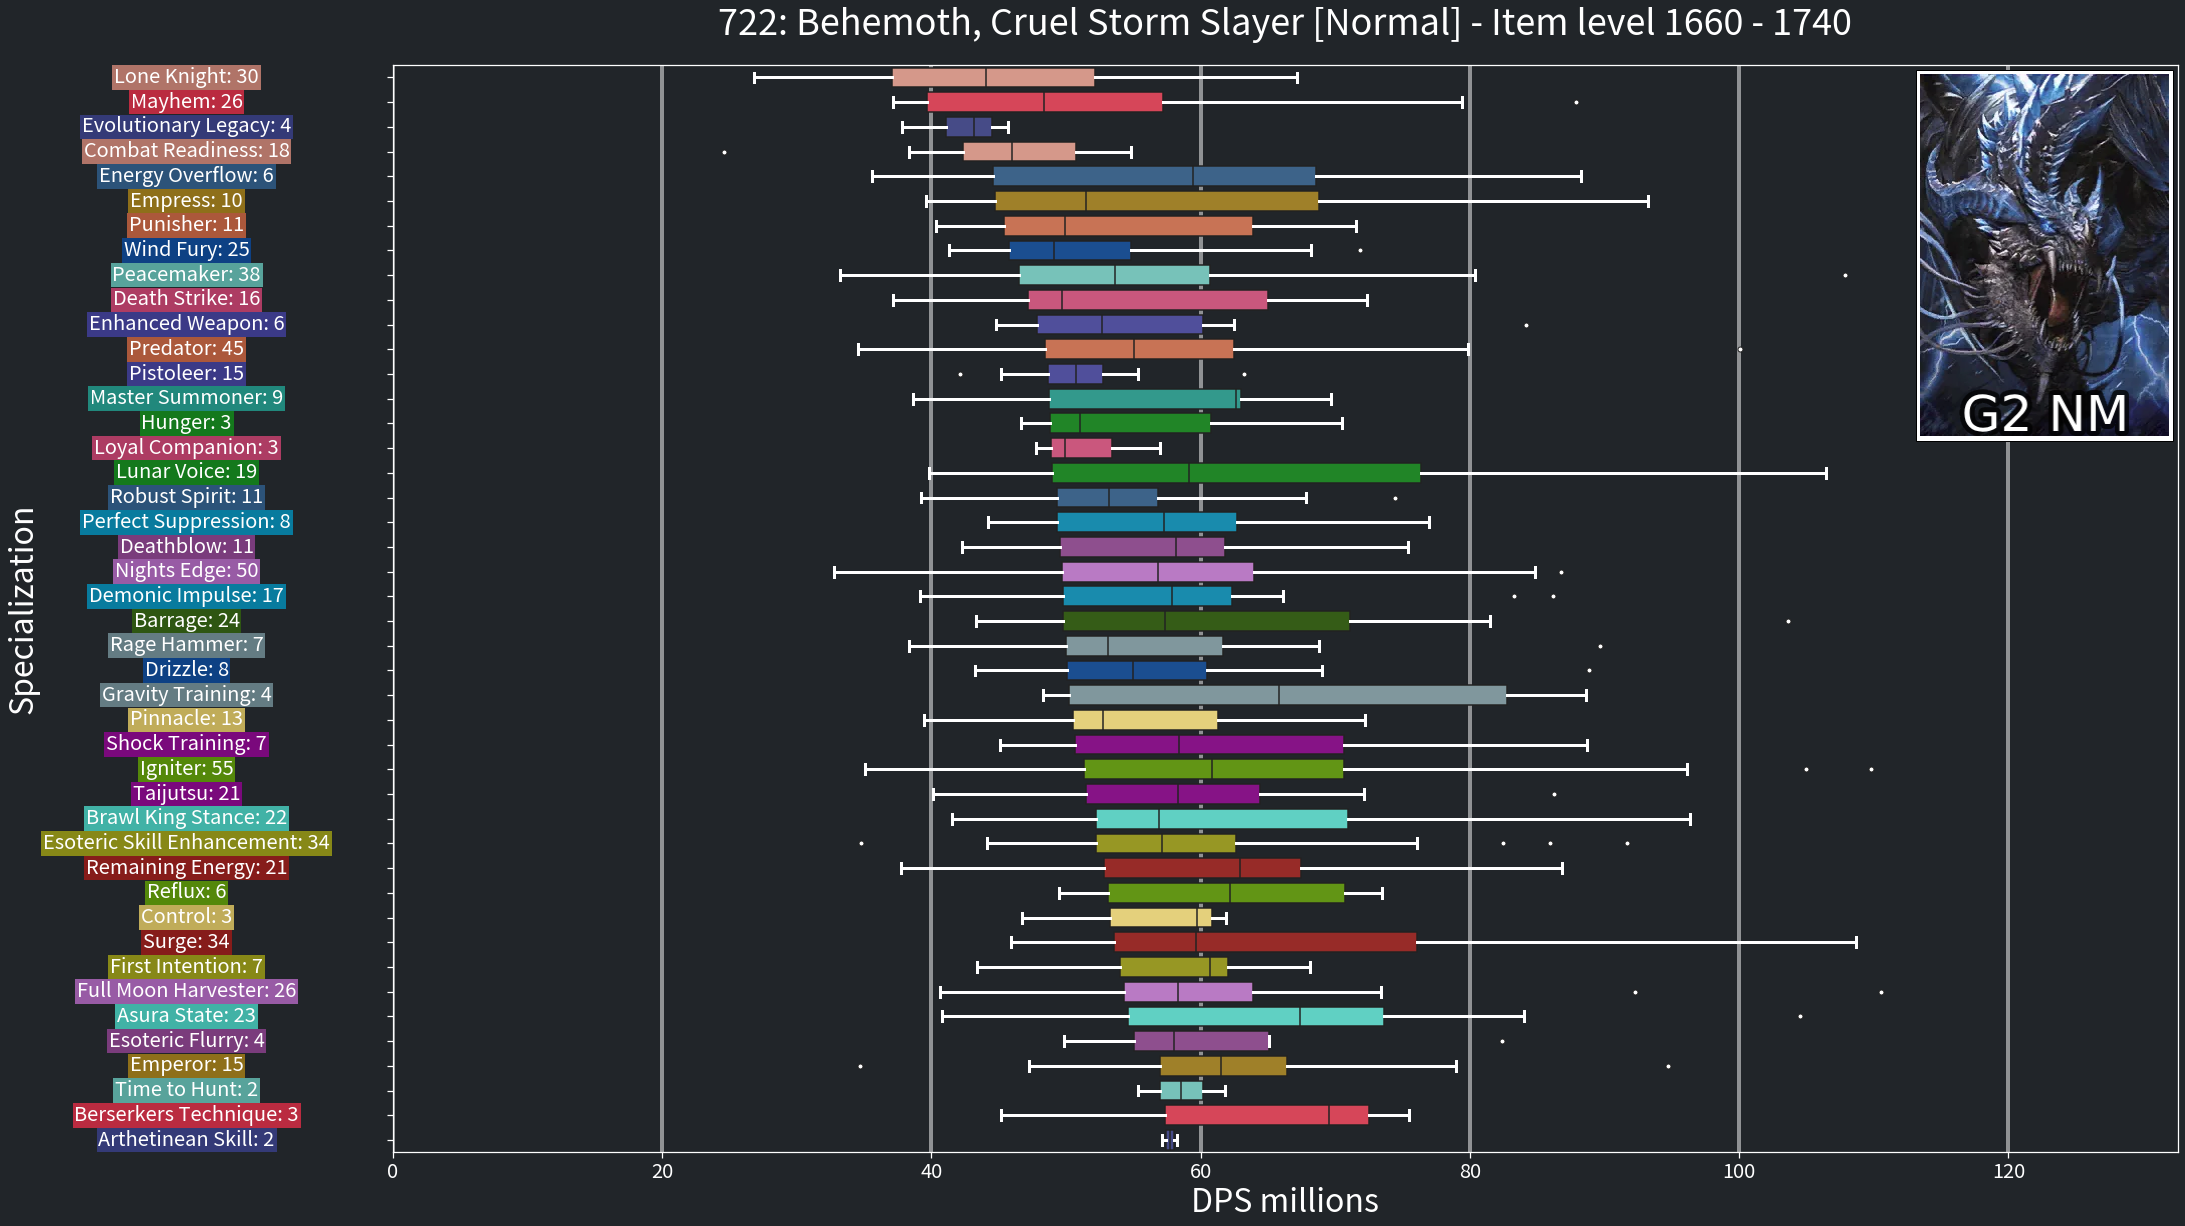 722: Behemoth, Cruel Storm Slayer [Normal] - Item level 1660 - 1740
Lone Knight: 30
Mayhem: 26
Evolutionary Legacy: 4
Combat Readiness: 18
Energy Overflow: 6
Empress: 10
Punisher: 11
Wind Fury: 25
Peacemaker: 38
Death Strike: 16
Enhanced Weapon: 6
Predator: 45
Pistoleer: 15
Master Summoner: 9
Hunger: 3
Loyal Companion: 3
Lunar Voice: 19
Robust Spirit: 11
Perfect Suppression: 8
Deathblow: 11
Nights Edge: 50
Demonic Impulse: 17
Barrage: 24
Rage Hammer: 7
Drizzle: 8
Gravity Training: 4
Pinnacle: 13
Shock Training: 7
Igniter: 55
Taijutsu: 21
Brawl King Stance: 22
Esoteric Skill Enhancement: 34
Remaining Energy: 21
Reflux: 6
Control: 3
Surge: 34
First Intention: 7
Full Moon Harvester: 26
Asura State: 23
Esoteric Flurry: 4
Emperor: 15
Time to Hunt: 2
Berserkers Technique: 3
Arthetinean Skill: 2
Specialization
G2 NM
0 20 40 60 80 100 120
DPS millions